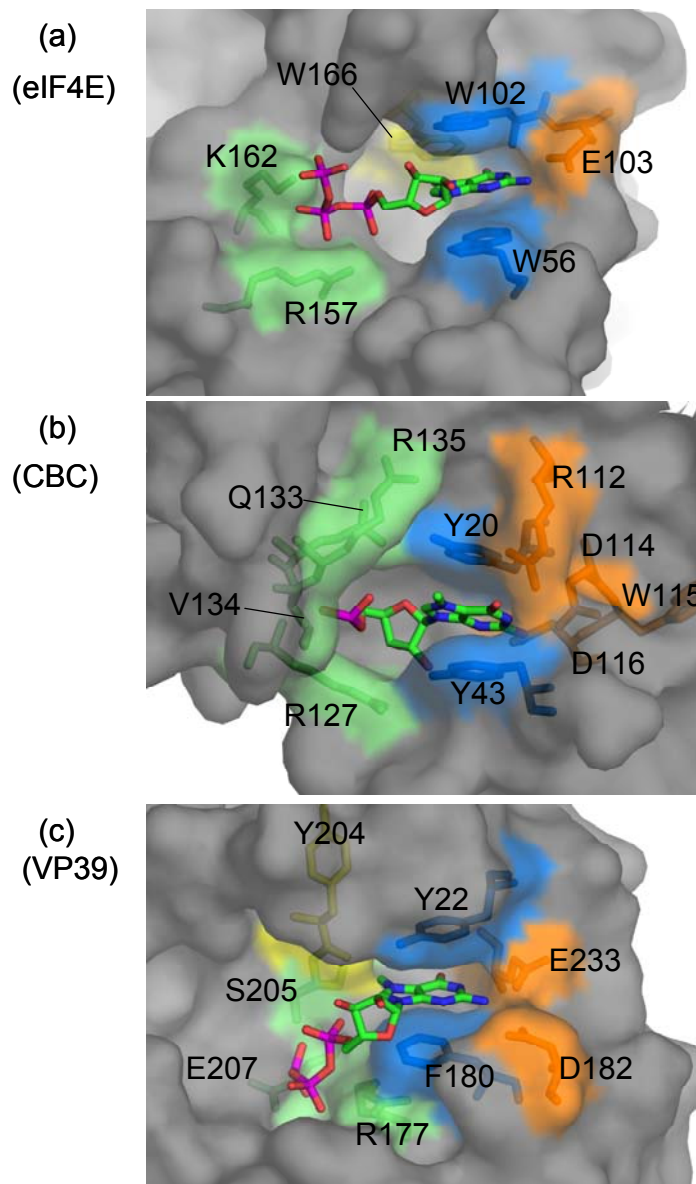 (a)
(eIF4E)
W166
W102
K162
E103
W56
R157
(b)
(CBC)
R135
R112
Q133
Y20
D114
W115
V134
D116
Y43
R127
(c)
(VP39)
Y204
Y22
E233
S205
E207
F180
D182
R177